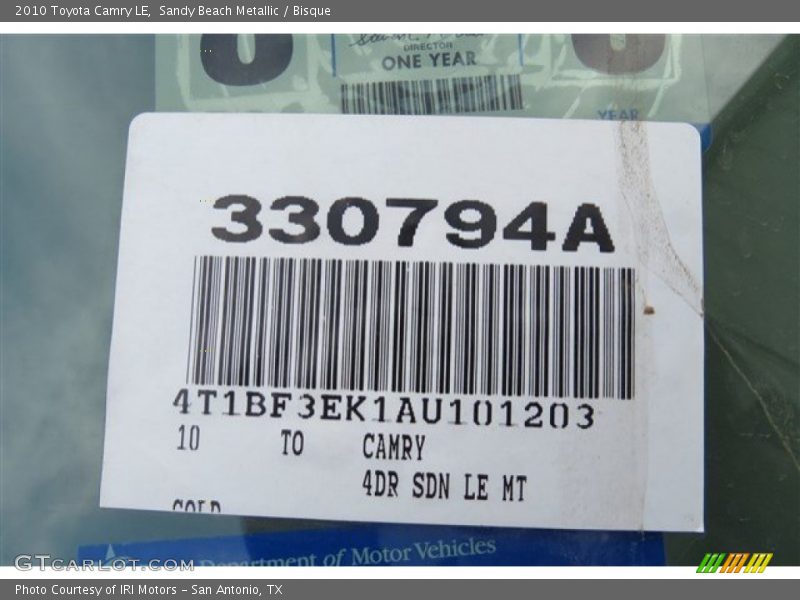 2010 Toyota Camry LE, Sandy Beach Metallic / Bisque
DIRECTOR
ONE YEAR
YEAR
330794A
4T1BF3EK1AU101203
10 TO CAMRY
4DR SDN LE MT
GOLD
Department of Motor Vehicles
GTCarLot.com
Photo Courtesy of IRI Motors - San Antonio, TX